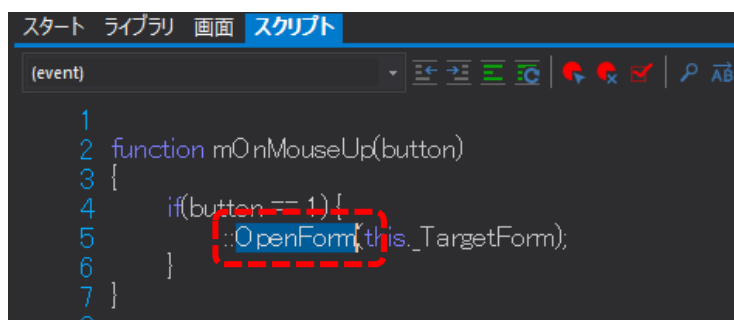 スタート ライブラリ 画面 スクリプト
(event)
1
2 function mOnMouseUp(button)
3 {
4 if(button == 1) {
5 ::OpenForm(this._TargetForm);
6 }
7 }